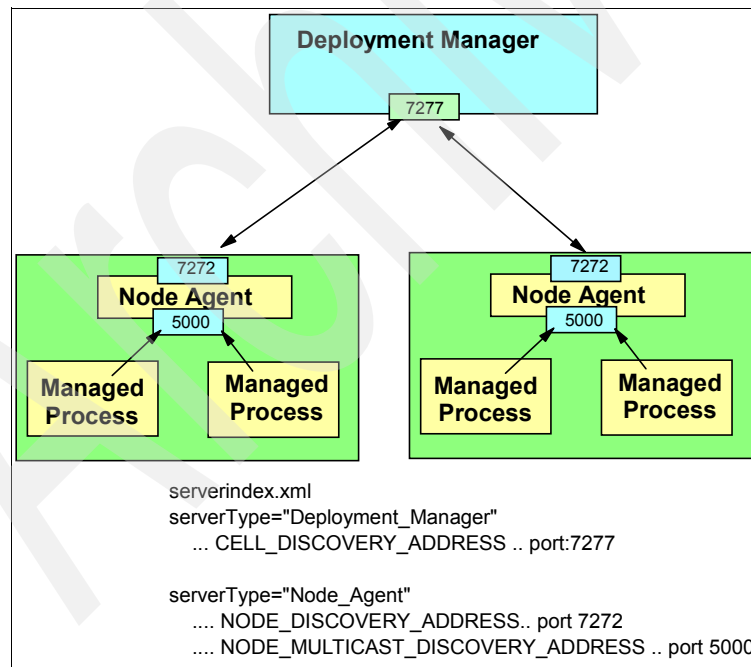 Deployment Manager
7277
7272
Node Agent
5000
Managed
Process
Managed
Process
7272
Node Agent
5000
Managed
Process
Managed
Process
serverindex.xml
serverType="Deployment_Manager"
... CELL_DISCOVERY_ADDRESS .. port:7277
serverType="Node_Agent"
.... NODE_DISCOVERY_ADDRESS.. port 7272
.... NODE_MULTICAST_DISCOVERY_ADDRESS .. port 5000